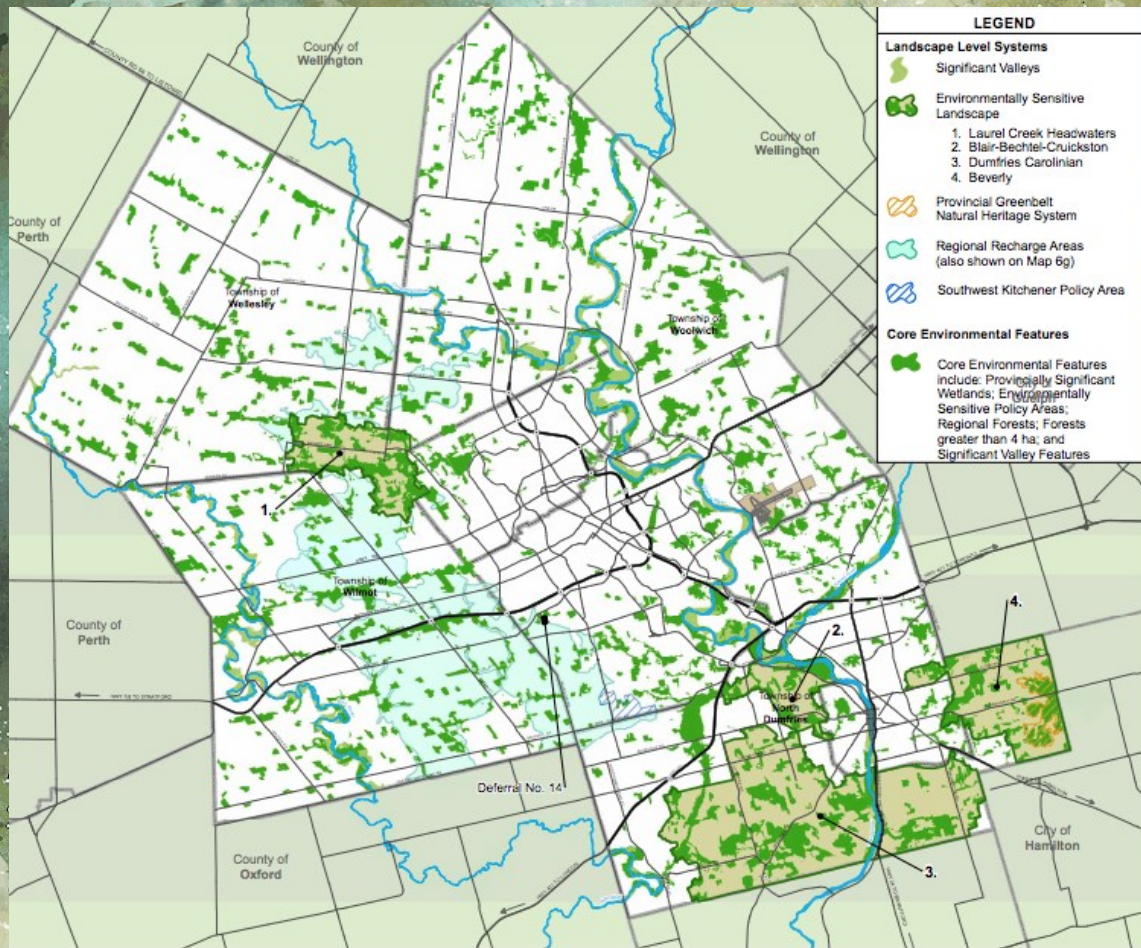 LEGEND
Landscape Level Systems
Significant Valleys
Environmentally Sensitive
Landscape
1. Laurel Creek Headwaters
2. Blair-Bechtel-Cruickston
3. Dumfries Carolinian
4. Beverly
Provincial Greenbelt
Natural Heritage System
Regional Recharge Areas
(also shown on Map 6g)
Southwest Kitchener Policy Area
Core Environmental Features
Core Environmental Features
include: Provincially Significant
Wetlands; Environmentally
Sensitive Policy Areas;
Regional Forests; Forests
greater than 4 ha; and
Significant Valley Features
City of
Guelph
County of
Wellington
County of
Wellington
County of
Perth
Township of
Wellesley
Township of
Woolwich
1.
Township of
Wilmot
County of
Perth
4.
2.
Township of
North
Dumfries
Deferral No. 14
City of
Hamilton
County of
Oxford
3.